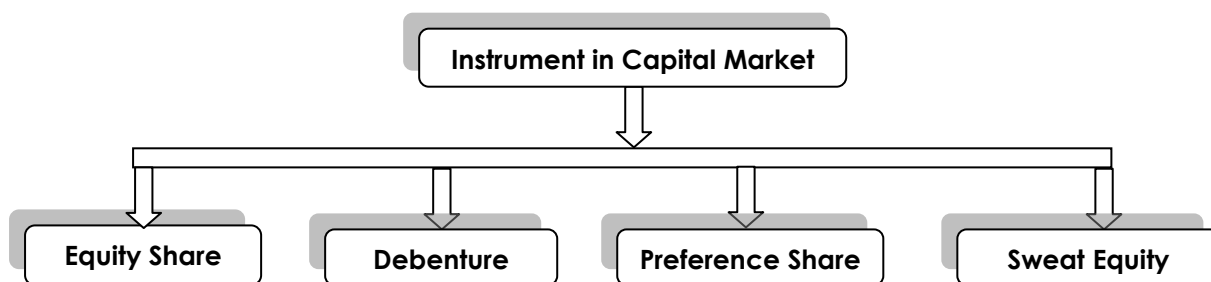 Instrument in Capital Market
Equity Share
Debenture
Preference Share
Sweat Equity